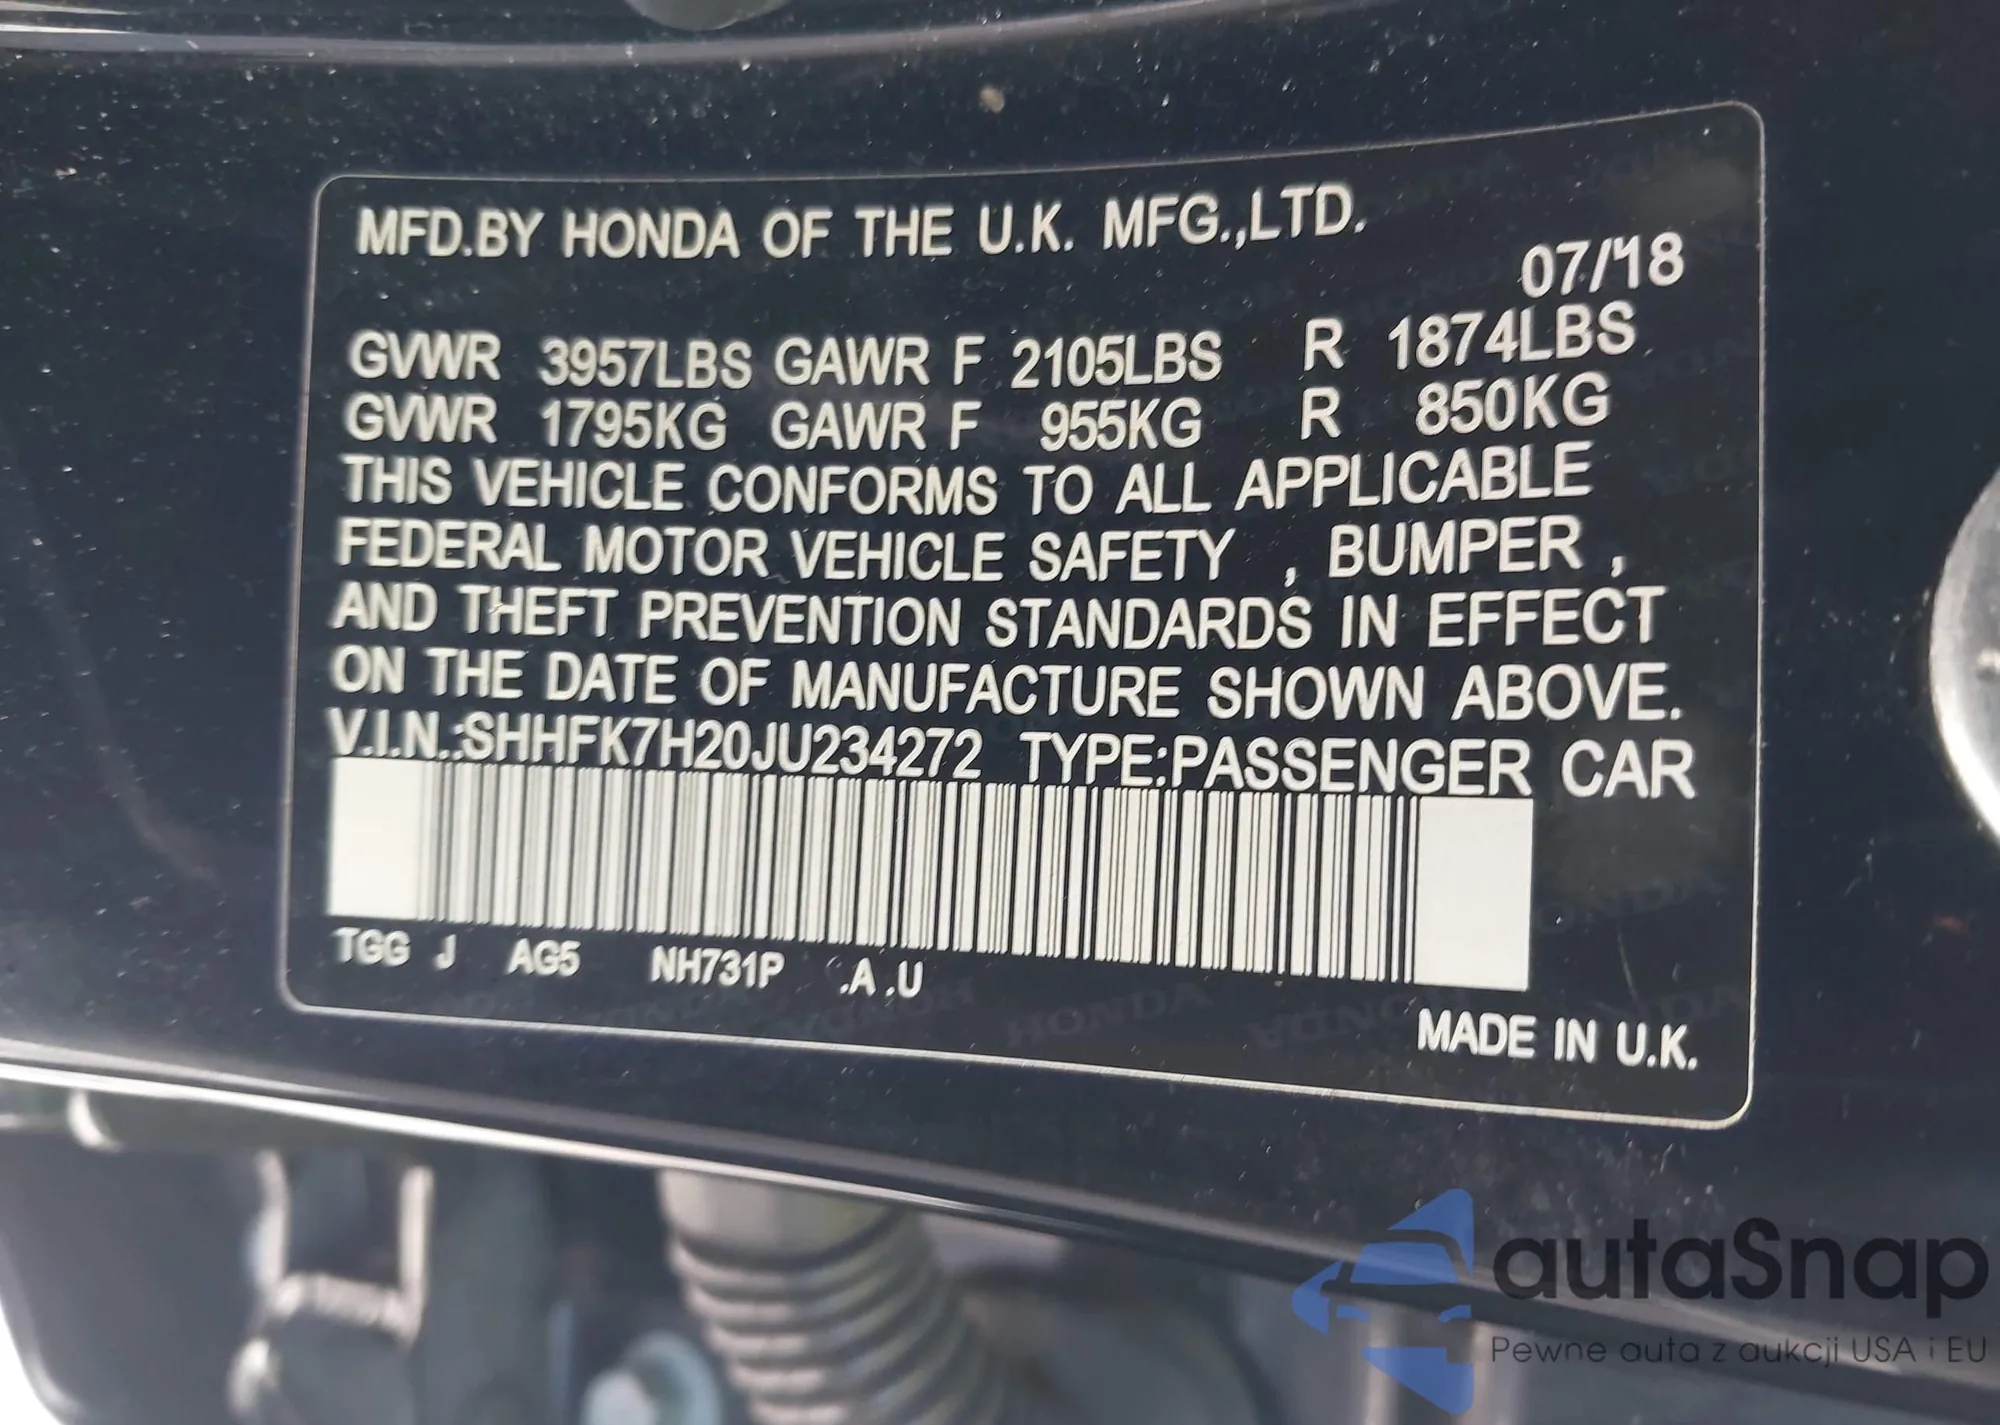 MFD.BY HONDA OF THE U.K. MFG.,LTD.
07/'18
GVWR 3957LBS GAWR F 2105LBS R 1874LBS
GVWR 1795KG GAWR F 955KG R 850KG
THIS VEHICLE CONFORMS TO ALL APPLICABLE
FEDERAL MOTOR VEHICLE SAFETY , BUMPER ,
AND THEFT PREVENTION STANDARDS IN EFFECT
ON THE DATE OF MANUFACTURE SHOWN ABOVE.
V.I.N.:SHHFK7H20JU234272 TYPE:PASSENGER CAR
TGG J AG5 NH731P .A .U
HONDA
MADE IN U.K.
autaSnap
Pewne auta z aukcji USA i EU